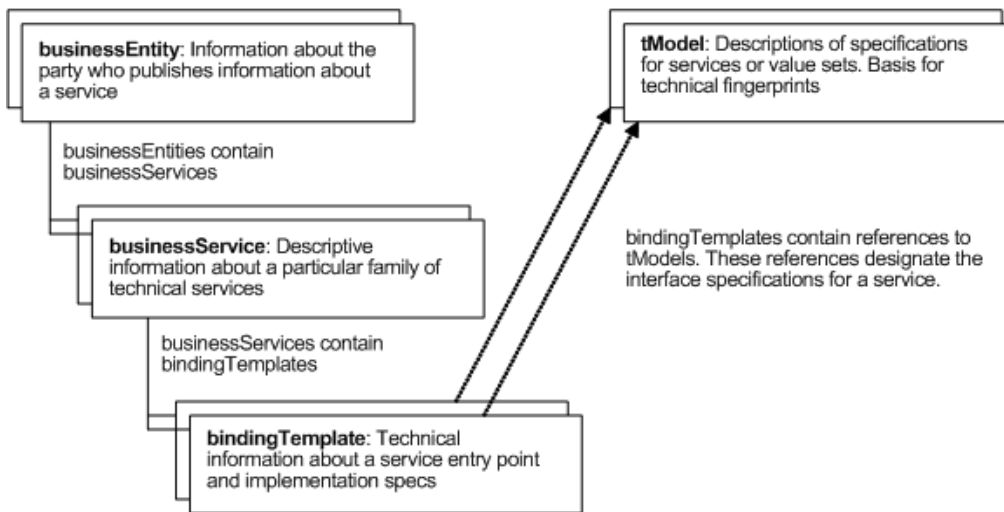 businessEntity: Information about the
party who publishes information about
a service
tModel: Descriptions of specifications
for services or value sets. Basis for
technical fingerprints
businessEntities contain
businessServices
businessService: Descriptive
information about a particular family of
technical services
bindingTemplates contain references to
tModels. These references designate the
interface specifications for a service.
businessServices contain
bindingTemplates
bindingTemplate: Technical
information about a service entry point
and implementation specs